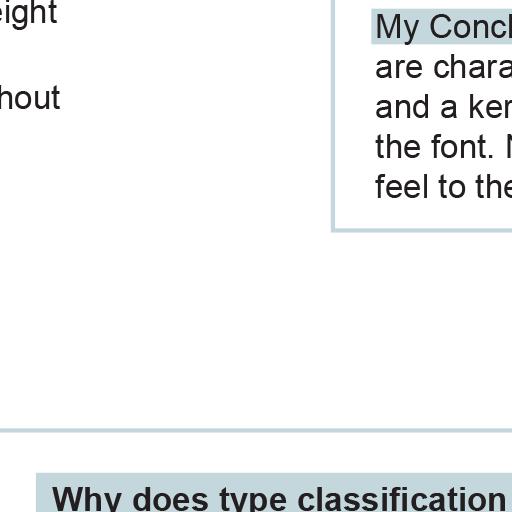 eight
hout
My Concl
are chara
and a ker
the font. N
feel to the
Why does type classification